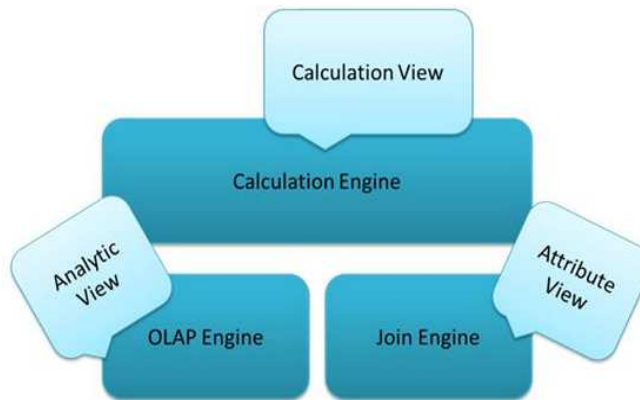 Calculation View
Calculation Engine
Analytic
View
Attribute
View
OLAP Engine
Join Engine